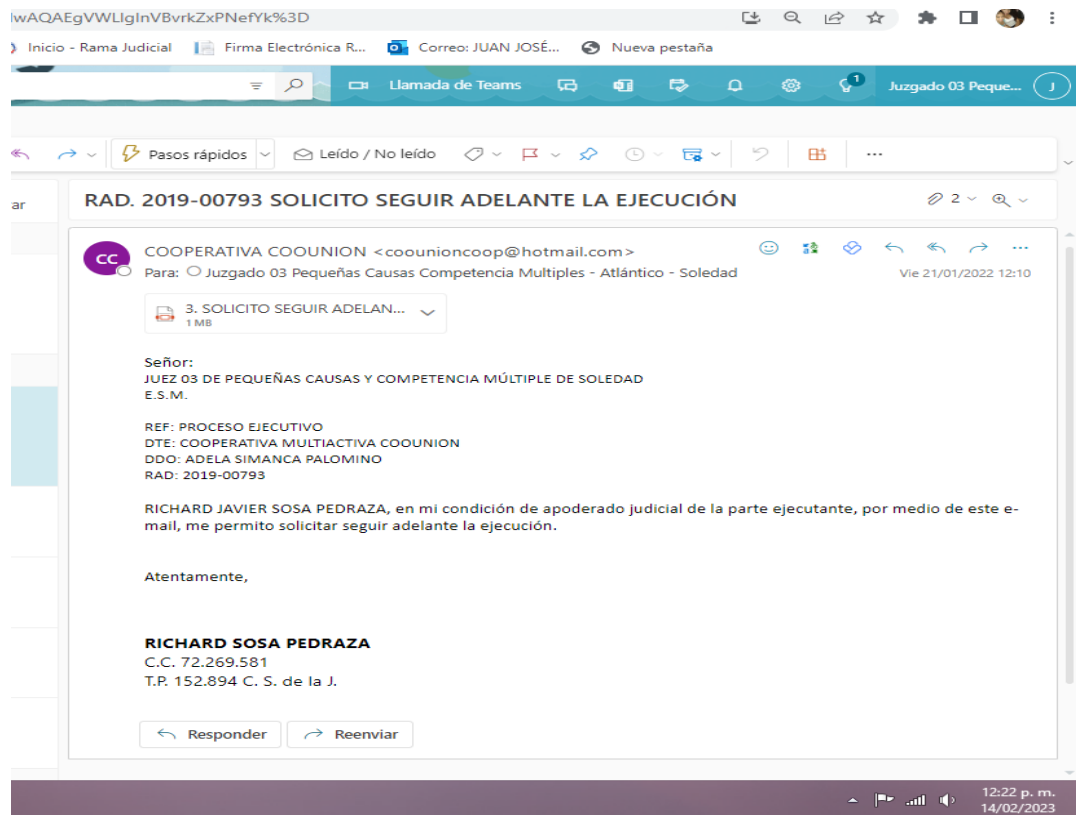 lwAQAEgVWLIgInVBvrkZxPNefYk%3D
Inicio - Rama Judicial Firma Electrónica R... Correo: JUAN JOSÉ... Nueva pestaña
Llamada de Teams 1 Juzgado 03 Peque... J
Pasos rápidos Leído / No leído
ar
RAD. 2019-00793 SOLICITO SEGUIR ADELANTE LA EJECUCIÓN 2
CC
COOPERATIVA COOUNION <coounioncoop@hotmail.com>
Para: Juzgado 03 Pequeñas Causas Competencia Multiples - Atlántico - Soledad Vie 21/01/2022 12:10
3. SOLICITO SEGUIR ADELAN...
1 MB
Señor:
JUEZ 03 DE PEQUEÑAS CAUSAS Y COMPETENCIA MÚLTIPLE DE SOLEDAD
E.S.M.
REF: PROCESO EJECUTIVO
DTE: COOPERATIVA MULTIACTIVA COOUNION
DDO: ADELA SIMANCA PALOMINO
RAD: 2019-00793
RICHARD JAVIER SOSA PEDRAZA, en mi condición de apoderado judicial de la parte ejecutante, por medio de este e-
mail, me permito solicitar seguir adelante la ejecución.
Atentamente,
RICHARD SOSA PEDRAZA
C.C. 72.269.581
T.P. 152.894 C. S. de la J.
Responder Reenviar
12:22 p. m.
14/02/2023